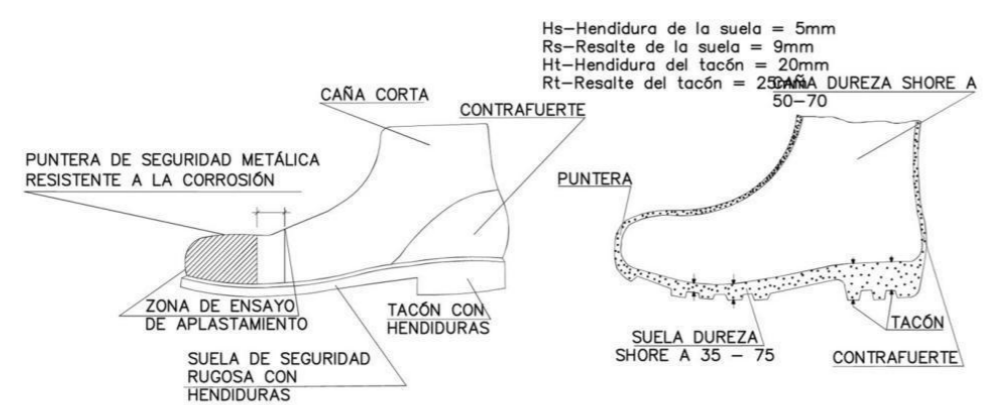 Hs-Hendidura de la suela = 5mm
Rs-Resalte de la suela = 9mm
Ht-Hendidura del tacón = 20mm
Rt-Resalte del tacón = 25mm
CAÑA DUREZA SHORE A
50-70
CAÑA CORTA
CONTRAFUERTE
PUNTERA DE SEGURIDAD METÁLICA
RESISTENTE A LA CORROSIÓN
PUNTERA
ZONA DE ENSAYO
DE APLASTAMIENTO
TACÓN CON
HENDIDURAS
SUELA DE SEGURIDAD
RUGOSA CON
HENDIDURAS
SUELA DUREZA
SHORE A 35 - 75
TACÓN
CONTRAFUERTE